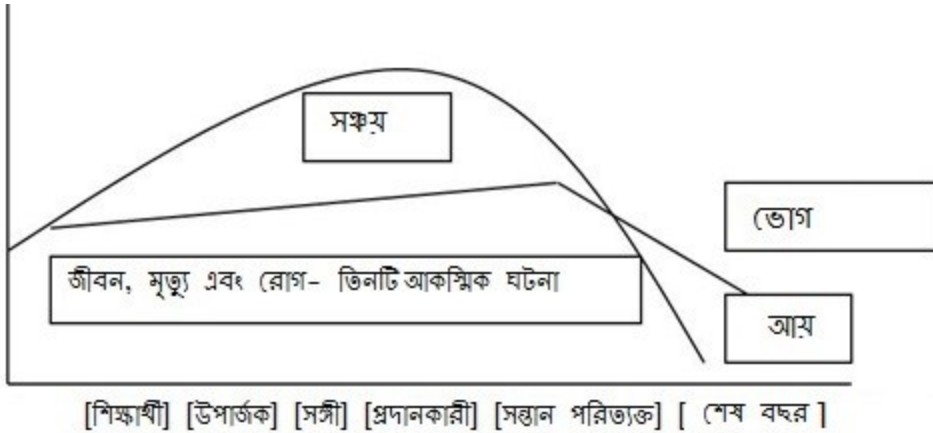 সঞ্চয়
ভোগ
জীবন, মৃত্যু এবং রোগ- তিনটি আকস্মিক ঘটনা
আয়
[শিক্ষার্থী] [উপার্জক] [সঙ্গী] [প্রদানকারী] [সন্তান পরিত্যক্ত] [ শেষ বছর ]